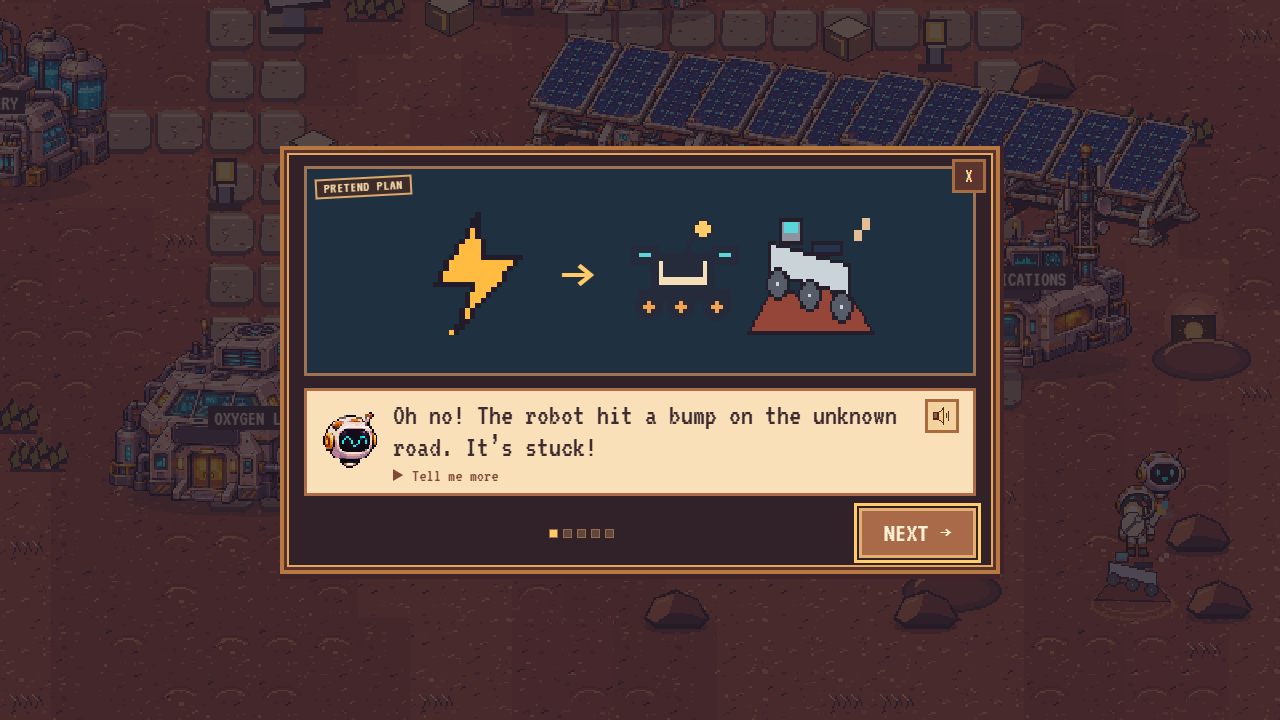 RY
PRETEND PLAN
X
ICATIONS
OXYGEN L
Oh no! The robot hit a bump on the unknown
road. It's stuck!
▶ Tell me more
NEXT →